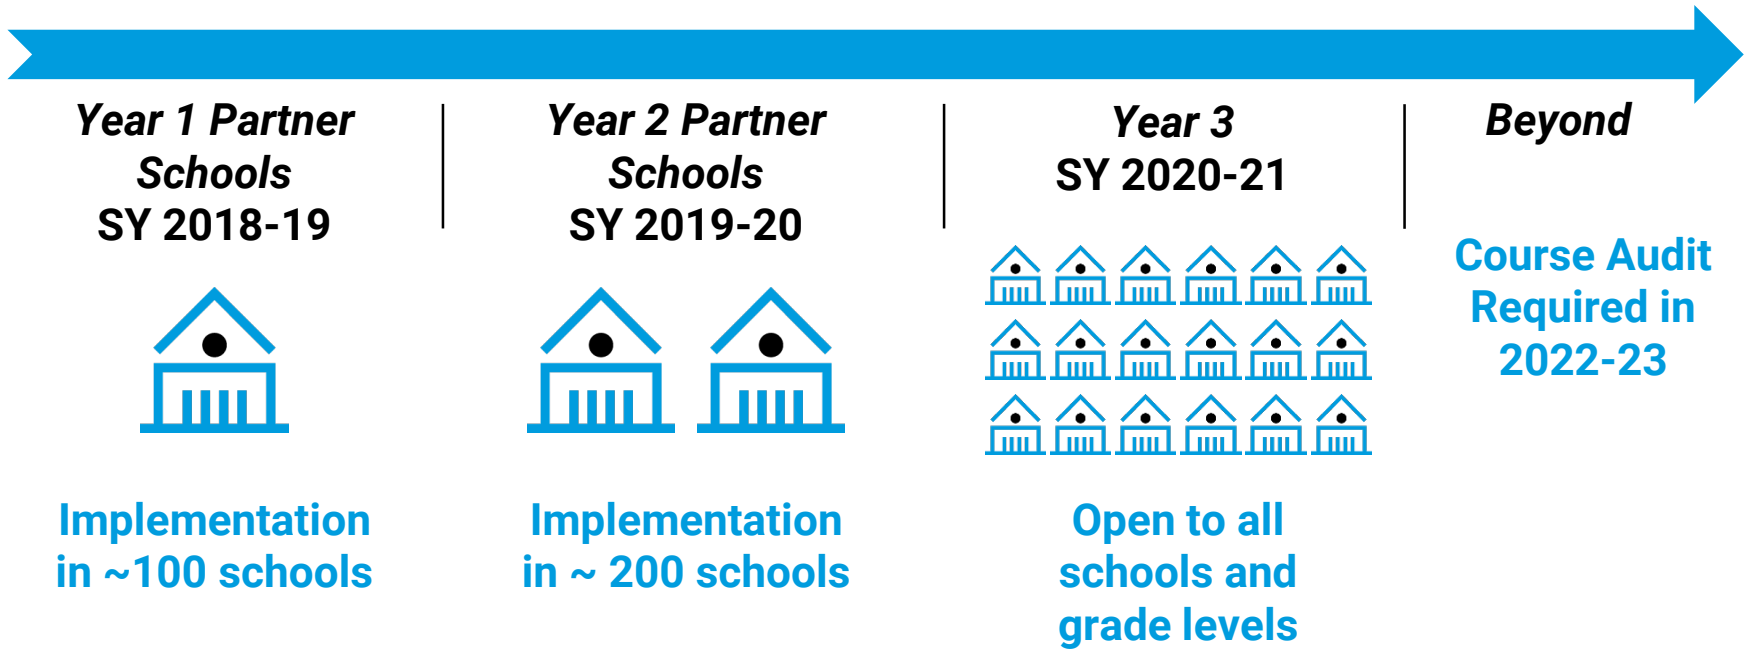 Year 1 Partner
Schools
SY 2018-19
Implementation
in ~100 schools
Year 2 Partner
Schools
SY 2019-20
Implementation
in ~ 200 schools
Year 3
SY 2020-21
Open to all
schools and
grade levels
Beyond
Course Audit
Required in
2022-23